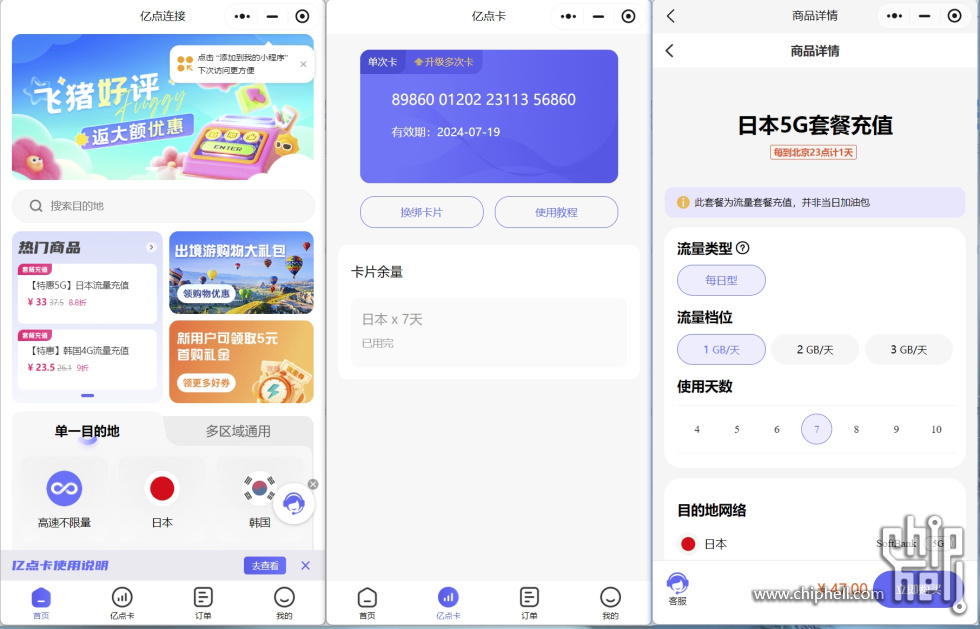 亿点连接
点击“添加到我的小程序”
下次访问更方便
飞猪好评
Fliggy
返大额优惠
ENTER
搜索目的地
热门商品
套餐充值
【特惠5G】日本流量充值
¥ 33 37.5 8.8折
套餐充值
【特惠】韩国4G流量充值
¥ 23.5 26.1 9折
出境游购物大礼包
领购物优惠
新用户可领取5元
首购礼金
领更多好券
单一目的地
多区域通用
高速不限量
日本
韩国
亿点卡使用说明
去查看
首页
亿点卡
订单
我的
亿点卡
单次卡
升级多次卡
89860 01202 23113 56860
有效期：2024-07-19
换绑卡片
使用教程
卡片余量
日本 x 7天
已用完
首页
亿点卡
订单
我的
商品详情
商品详情
日本5G套餐充值
每到北京23点计1天
此套餐为流量套餐充值，并非当日加油包
流量类型
每日型
流量档位
1 GB/天
2 GB/天
3 GB/天
使用天数
4 5 6 7 8 9 10
目的地网络
日本
SoftBank 5G
客服
¥ 47.00
立即购买
www.chiphell.com
chip
hell